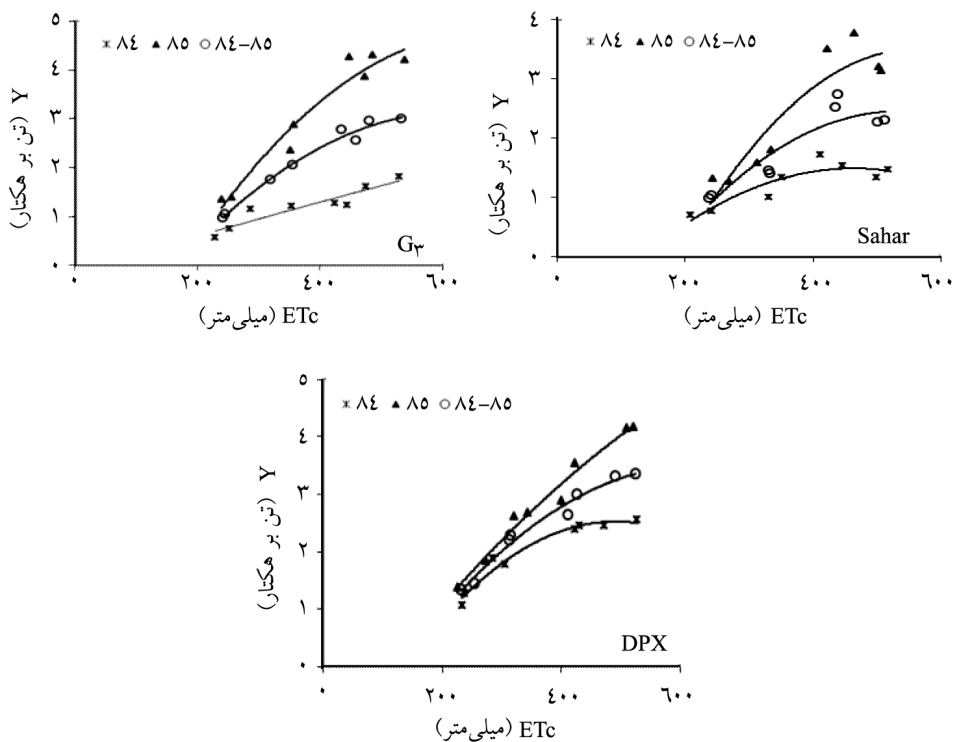 ۵
۴
۳
۲
۱
۰
Y (تن بر هکتار)
۸۴ ۸۵ ۸۴-۸۵
G۳
۰ ۲۰۰ ۴۰۰ ۶۰۰
ETc (میلی‌متر)
۴
۳
۲
۱
۰
Y (تن بر هکتار)
۸۴ ۸۵ ۸۴-۸۵
Sahar
۰ ۲۰۰ ۴۰۰ ۶۰۰
ETc (میلی‌متر)
۵
۴
۳
۲
۱
۰
Y (تن بر هکتار)
۸۴ ۸۵ ۸۴-۸۵
DPX
۰ ۲۰۰ ۴۰۰ ۶۰۰
ETc (میلی‌متر)